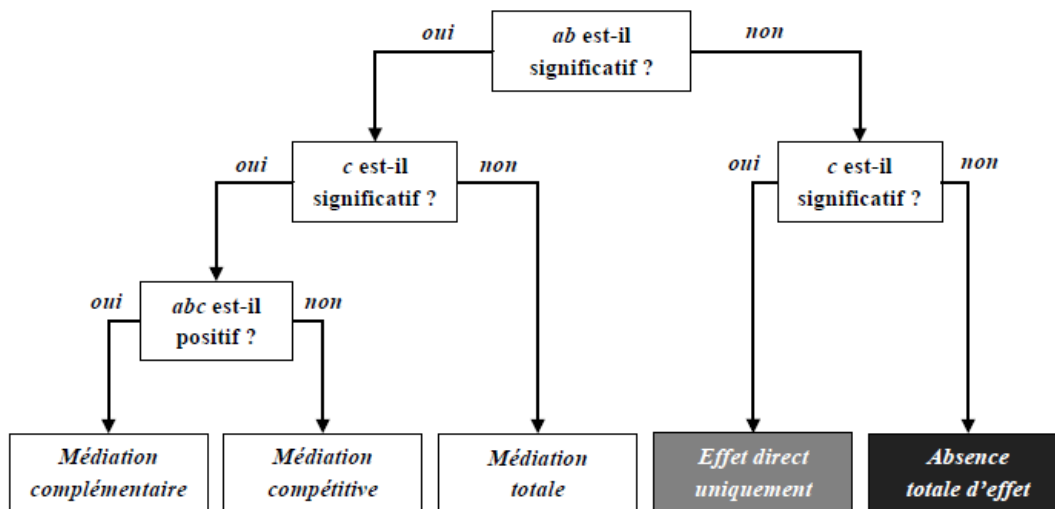 oui
ab est-il
significatif ?
non
oui
c est-il
significatif ?
non
oui
c est-il
significatif ?
non
oui
abc est-il
positif ?
non
Médiation
complémentaire
Médiation
compétitive
Médiation
totale
Effet direct
uniquement
Absence
totale d'effet